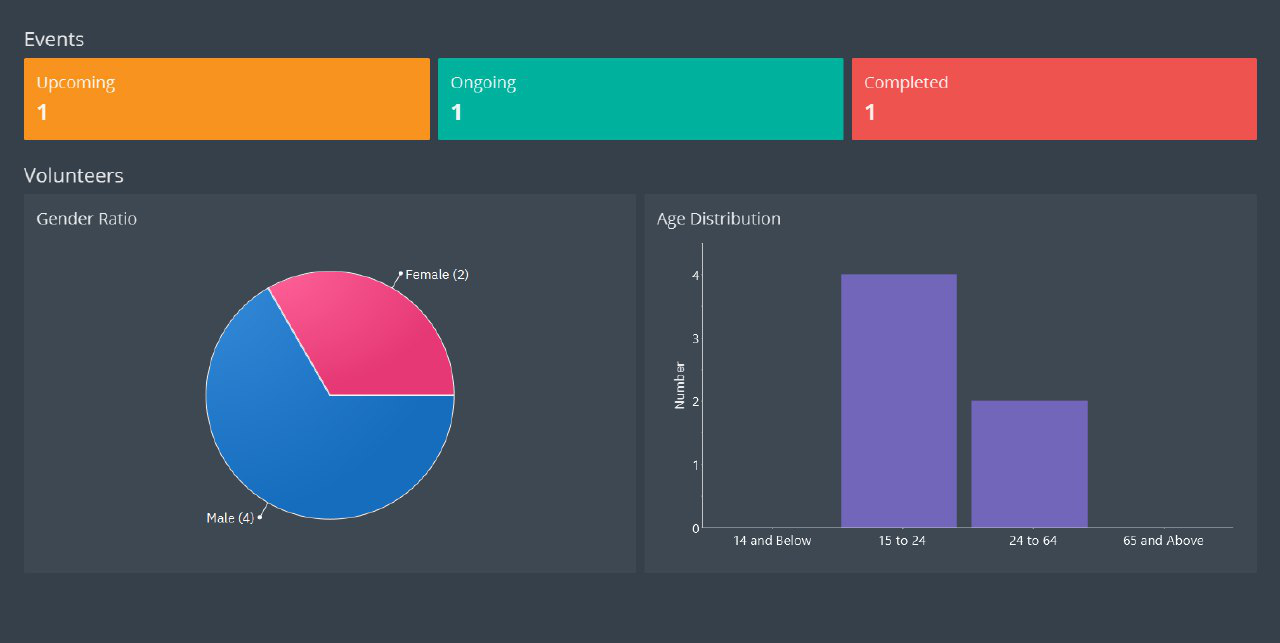 Events
Upcoming
1
Ongoing
1
Completed
1
Volunteers
Gender Ratio
Female (2)
Male (4)
Age Distribution
Number
4
3
2
1
0
14 and Below
15 to 24
24 to 64
65 and Above